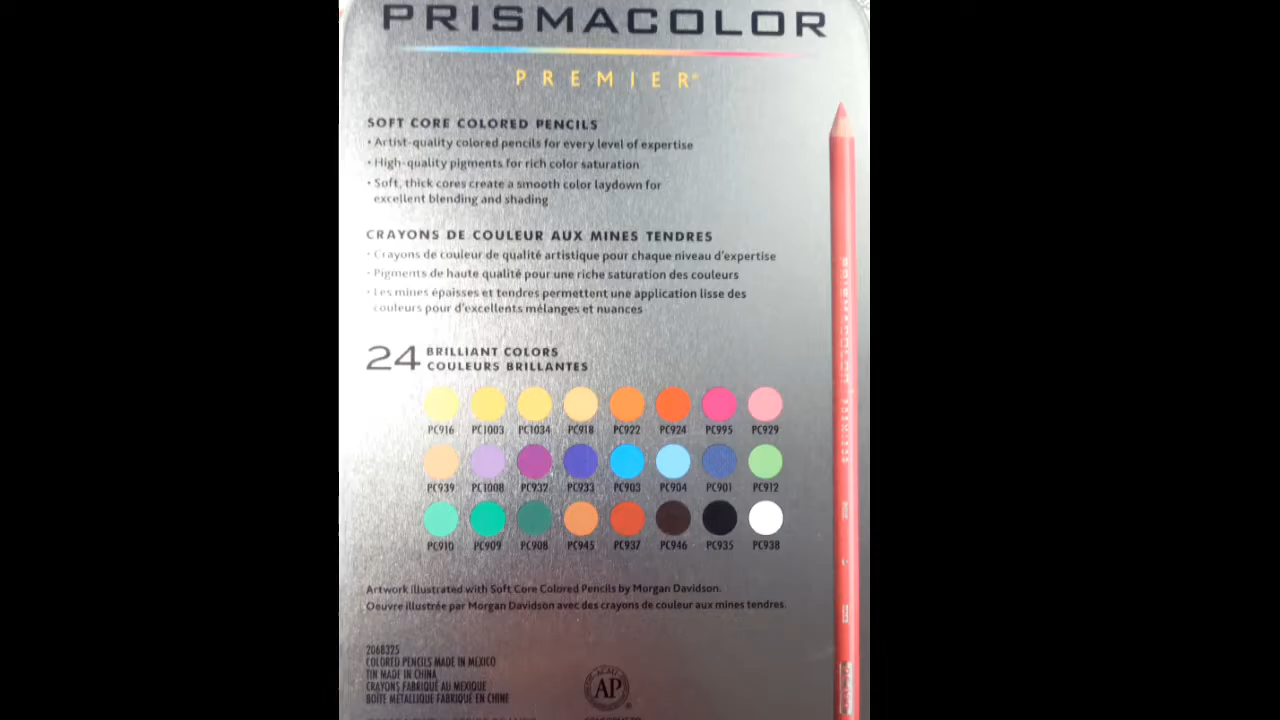 PRISMACOLOR
PREMIER®
SOFT CORE COLORED PENCILS
• Artist-quality colored pencils for every level of expertise
• High-quality pigments for rich color saturation
• Soft, thick cores create a smooth color laydown for
excellent blending and shading
CRAYONS DE COULEUR AUX MINES TENDRES
• Crayons de couleur de qualité artistique pour chaque niveau d'expertise
• Pigments de haute qualité pour une riche saturation des couleurs
• Les mines épaisses et tendres permettent une application lisse des
couleurs pour d'excellents mélanges et nuances
24 BRILLIANT COLORS
COULEURS BRILLANTES
PC916 PC1003 PC1034 PC918 PC922 PC924 PC995 PC929
PC939 PC1008 PC932 PC933 PC903 PC904 PC901 PC912
PC910 PC909 PC908 PC945 PC937 PC946 PC935 PC938
Artwork illustrated with Soft Core Colored Pencils by Morgan Davidson.
Oeuvre illustrée par Morgan Davidson avec des crayons de couleur aux mines tendres.
2068325
COLORED PENCILS MADE IN MEXICO
TIN MADE IN CHINA
CRAYONS FABRIQUÉ AU MEXIQUE
BOÎTE MÉTALLIQUE FABRIQUÉ EN CHINE
ACMI
AP